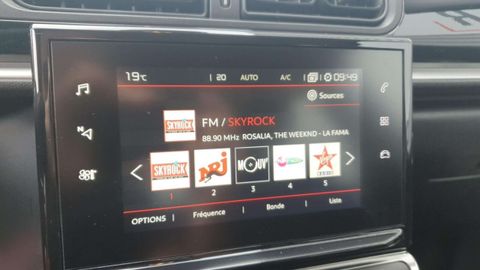 19°C 20 AUTO A/C 09:49
Sources
FM / SKYROCK
SKYROCK
88.90 MHz ROSALIA, THE WEEKND - LA FAMA
SKYROCK NRJ MOUV'
1 2 3 4 5
OPTIONS Fréquence Bande Liste
N